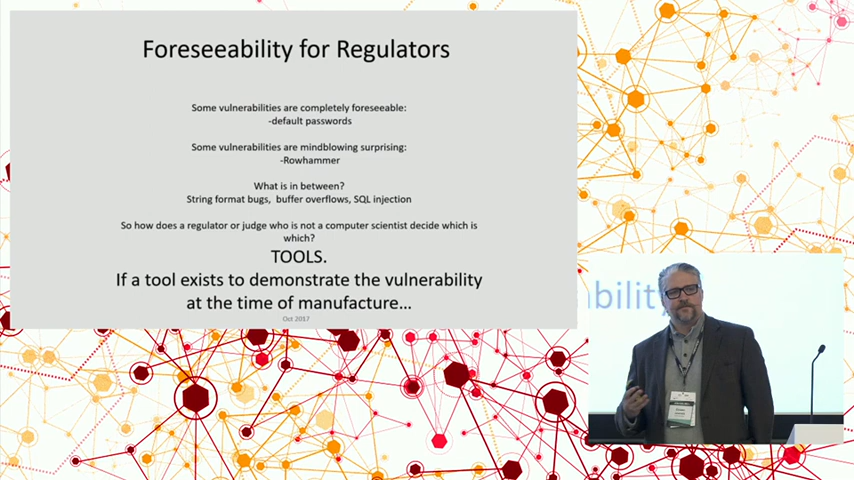 Foreseeability for Regulators
Some vulnerabilities are completely foreseeable:
-default passwords
Some vulnerabilities are mindblowing surprising:
-Rowhammer
What is in between?
String format bugs, buffer overflows, SQL injection
So how does a regulator or judge who is not a computer scientist decide which is
which?
TOOLS.
If a tool exists to demonstrate the vulnerability
at the time of manufacture...
Oct 2017
abilit